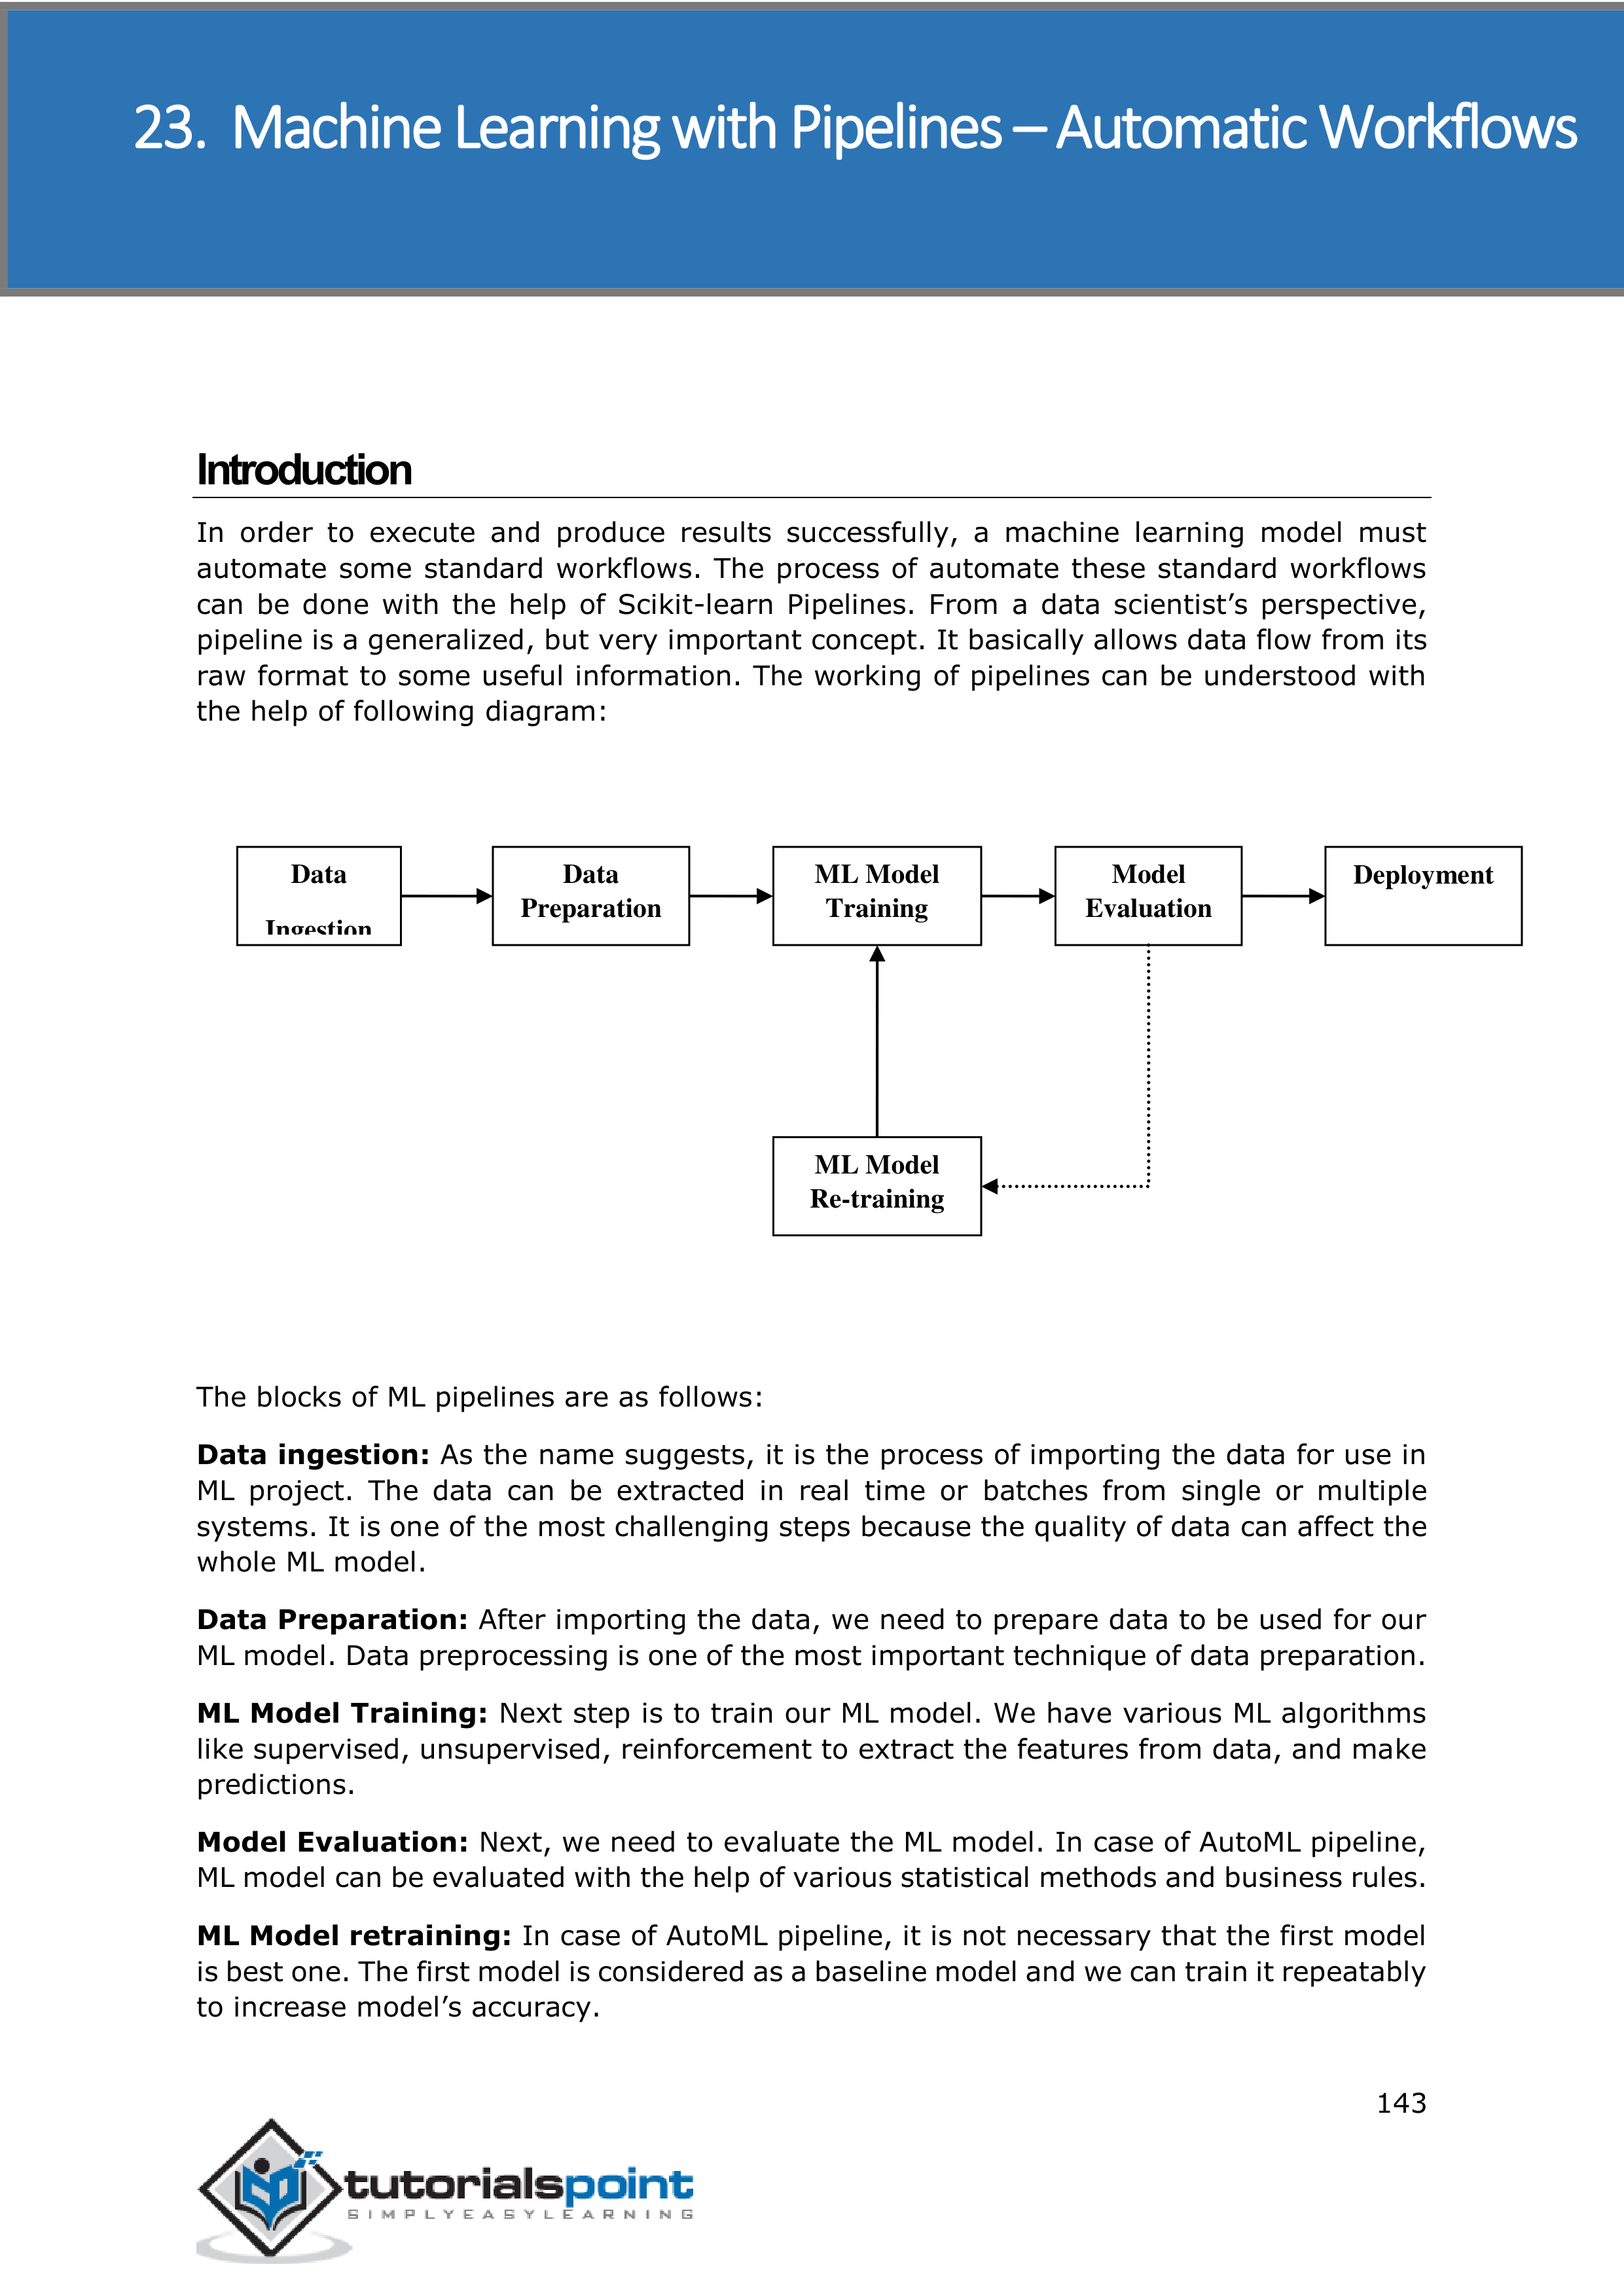 23. Machine Learning with Pipelines – Automatic Workflows
Introduction
In order to execute and produce results successfully, a machine learning model must
automate some standard workflows. The process of automate these standard workflows
can be done with the help of Scikit-learn Pipelines. From a data scientist’s perspective,
pipeline is a generalized, but very important concept. It basically allows data flow from its
raw format to some useful information. The working of pipelines can be understood with
the help of following diagram:
Data
Ingestion
Data
Preparation
ML Model
Training
Model
Evaluation
Deployment
ML Model
Re-training
The blocks of ML pipelines are as follows:
Data ingestion: As the name suggests, it is the process of importing the data for use in
ML project. The data can be extracted in real time or batches from single or multiple
systems. It is one of the most challenging steps because the quality of data can affect the
whole ML model.
Data Preparation: After importing the data, we need to prepare data to be used for our
ML model. Data preprocessing is one of the most important technique of data preparation.
ML Model Training: Next step is to train our ML model. We have various ML algorithms
like supervised, unsupervised, reinforcement to extract the features from data, and make
predictions.
Model Evaluation: Next, we need to evaluate the ML model. In case of AutoML pipeline,
ML model can be evaluated with the help of various statistical methods and business rules.
ML Model retraining: In case of AutoML pipeline, it is not necessary that the first model
is best one. The first model is considered as a baseline model and we can train it repeatably
to increase model’s accuracy.
143
tutorialspoint
SIMPLYEASYLEARNING